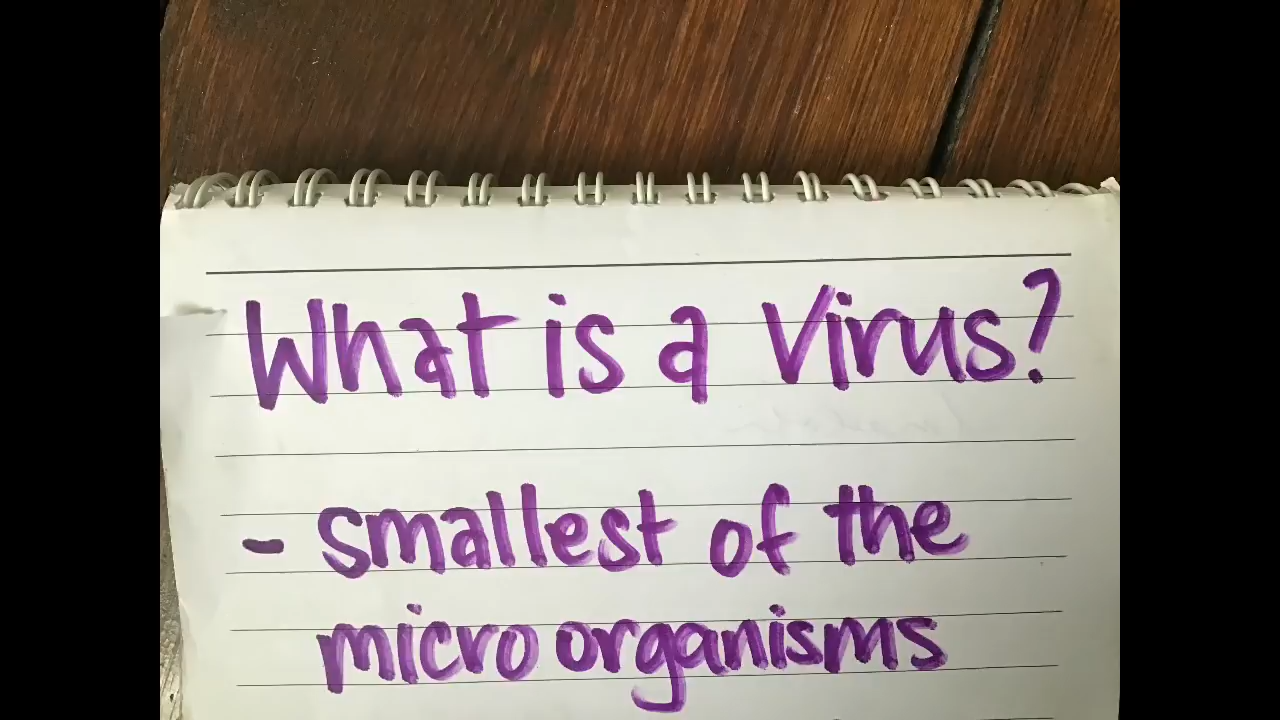 What is a Virus?
- smallest of the
micro organisms